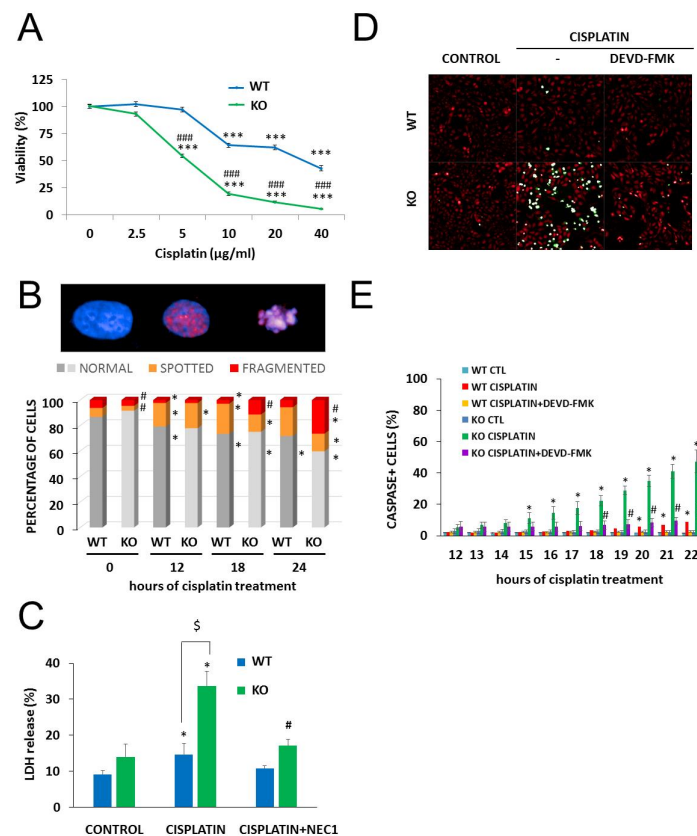 A
125
100
75
50
25
0
Viability (%)
WT
KO
###
***
***
***
###
***
###
***
***
###
***
0 2.5 5 10 20 40
Cisplatin (µg/ml)
B
NORMAL SPOTTED FRAGMENTED
PERCENTAGE OF CELLS
100
80
60
40
20
0
#
#
*
*
*
*
*
*
*
#
*
*
*
#
*
*
*
WT KO WT KO WT KO WT KO
0 12 18 24
hours of cisplatin treatment
C
LDH release (%)
40
30
20
10
0
$
*
*
#
WT
KO
CONTROL CISPLATIN CISPLATIN+NEC1
D
CISPLATIN
CONTROL - DEVD-FMK
WT
KO
E
WT CTL
WT CISPLATIN
WT CISPLATIN+DEVD-FMK
KO CTL
KO CISPLATIN
KO CISPLATIN+DEVD-FMK
CASPASE+ CELLS (%)
100
80
60
40
20
0
* * * * * * * *
# # # #
* * *
12 13 14 15 16 17 18 19 20 21 22
hours of cisplatin treatment